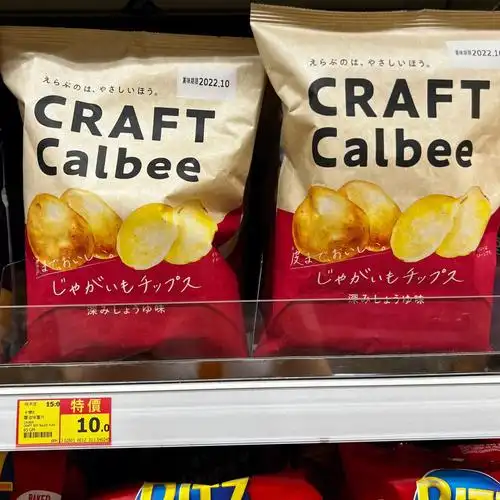 えらぶのは、やさしいほう。
賞味期限2022.10
CRAFT
Calbee
皮までおいしい
じゃがいもチップス
深みしょうゆ味
えらぶのは、やさしいほう。
賞味期限2022.10
CRAFT
Calbee
皮までおいしい
じゃがいもチップス
深みしょうゆ味
15.0
特價
10.0
RITZ
BAKED
RITZ